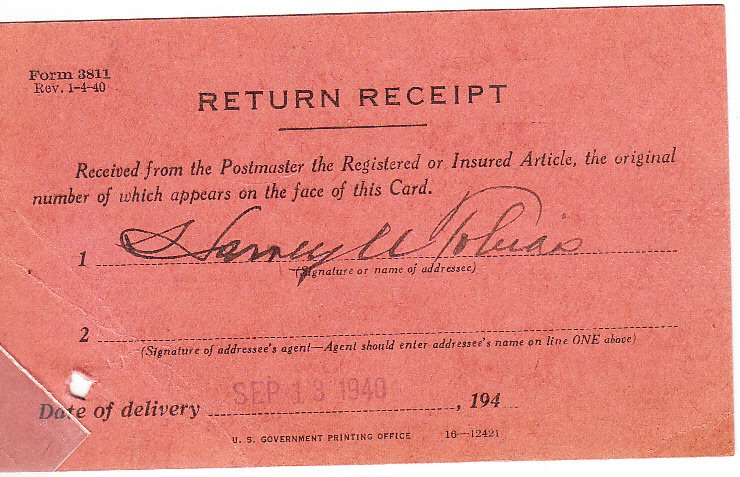 Form 3811
Rev. 1-4-40
RETURN RECEIPT
Received from the Postmaster the Registered or Insured Article, the original
number of which appears on the face of this Card.
1 Harvey W Tobias
(Signature or name of addressee)
2
(Signature of addressee's agent—Agent should enter addressee's name on line ONE above)
Date of delivery SEP 13 1940, 194
U. S. GOVERNMENT PRINTING OFFICE 16—12421